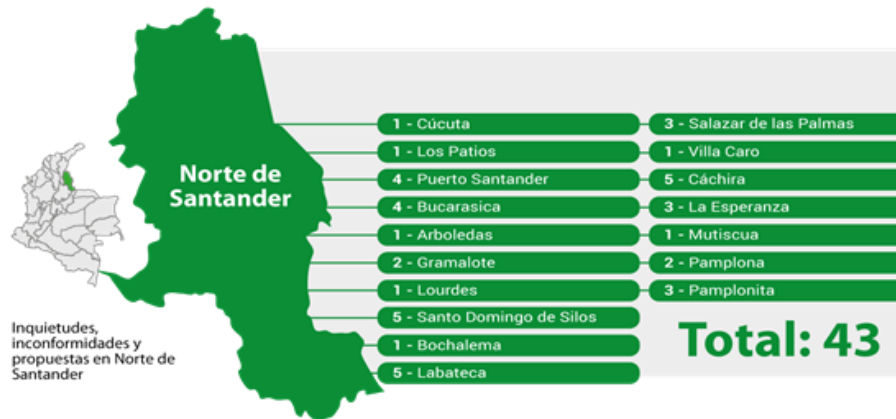 Norte de
Santander
1 - Cúcuta
1 - Los Patios
4 - Puerto Santander
4 - Bucarasica
1 - Arboledas
2 - Gramalote
1 - Lourdes
5 - Santo Domingo de Silos
1 - Bochalema
5 - Labateca
3 - Salazar de las Palmas
1 - Villa Caro
5 - Cáchira
3 - La Esperanza
1 - Mutiscua
2 - Pamplona
3 - Pamplonita
Total: 43
Inquietudes,
inconformidades y
propuestas en Norte de
Santander